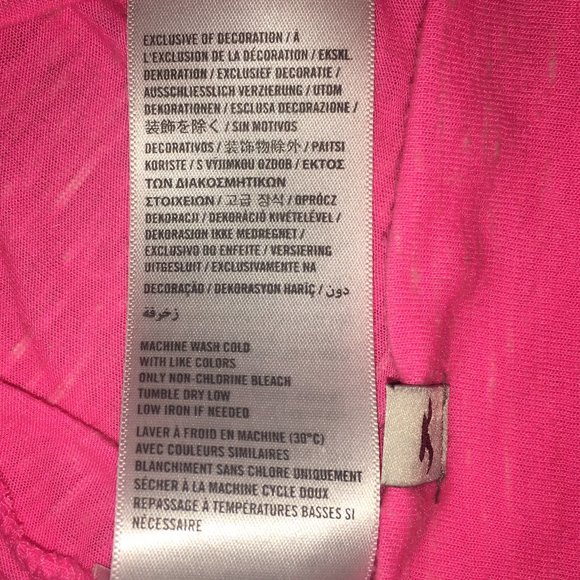 EXCLUSIVE OF DECORATION / À
L'EXCLUSION DE LA DÉCORATION / EKSKL.
DEKORATION / EXCLUSIEF DECORATIE /
AUSSCHLIESSLICH VERZIERUNG / UTOM
DEKORATIONEN / ESCLUSA DECORAZIONE /
装飾を除く / SIN MOTIVOS
DECORATIVOS / 装饰物除外 / PAITSI
KORISTE / S VÝJIMKOU OZDOB / ΕΚΤΟΣ
ΤΩΝ ΔΙΑΚΟΣΜΗΤΙΚΩΝ
ΣΤΟΙΧΕΙΩΝ / 고급 장식 / OPRÓCZ
DEKORACJI / DEKORÁCIÓ KIVÉTELÉVEL /
DEKORASJON IKKE MEDREGNET /
EXCLUSIVO DO ENFEITE / VERSIERING
UITGESLUIT / EXCLUSIVAMENTE NA
DECORAÇÃO / DEKORASYON HARİÇ / دون
زخرفة
MACHINE WASH COLD
WITH LIKE COLORS
ONLY NON-CHLORINE BLEACH
TUMBLE DRY LOW
LOW IRON IF NEEDED
LAVER À FROID EN MACHINE (30°C)
AVEC COULEURS SIMILAIRES
BLANCHIMENT SANS CHLORE UNIQUEMENT
SÉCHER À LA MACHINE CYCLE DOUX
REPASSAGE À TEMPÉRATURES BASSES SI
NÉCESSAIRE